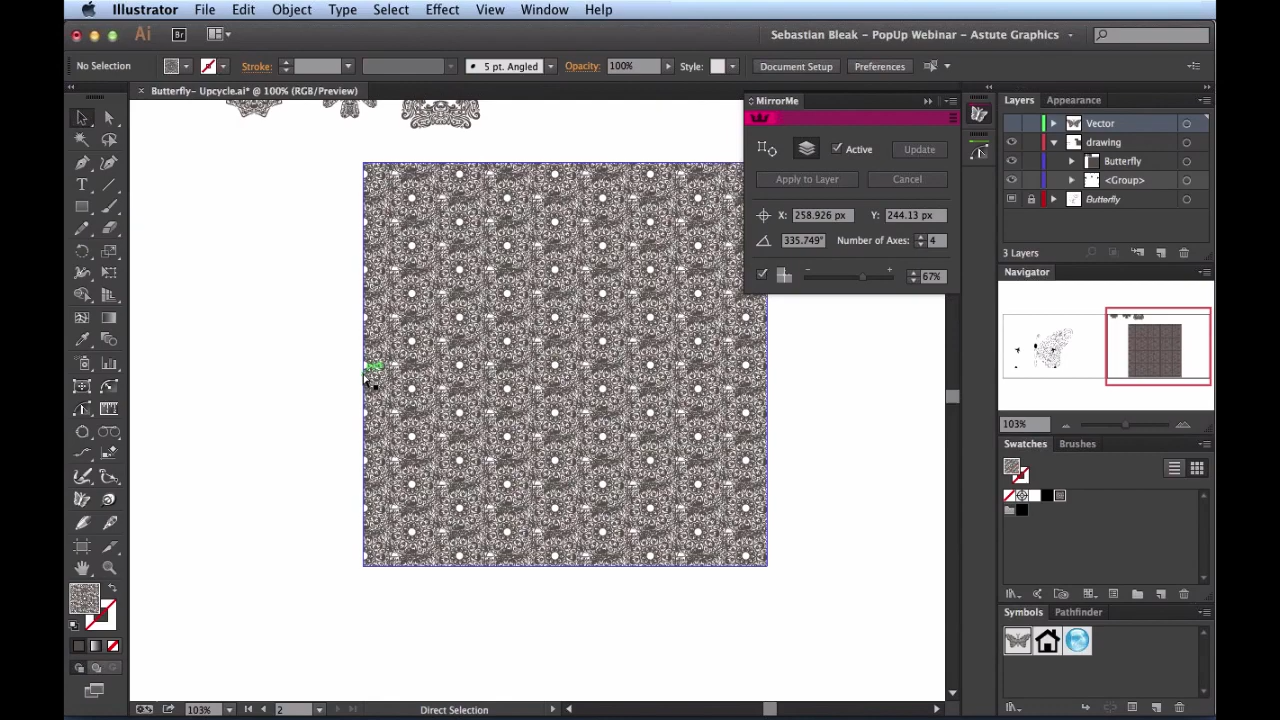 Illustrator File Edit Object Type Select Effect View Window Help
Ai Br Sebastian Bleak - PopUp Webinar - Astute Graphics
No Selection Stroke: 5 pt. Angled Opacity: 100% Style: Document Setup Preferences
× Butterfly- Upcycle.ai* @ 100% (RGB/Preview)
MirrorMe
Active Update
Apply to Layer Cancel
X: 258.926 px Y: 244.13 px
335.749° Number of Axes: 4
67%
Layers Appearance
Vector
drawing
Butterfly
<Group>
Butterfly
3 Layers
Navigator
103%
Swatches Brushes
Symbols Pathfinder
103% 2 Direct Selection